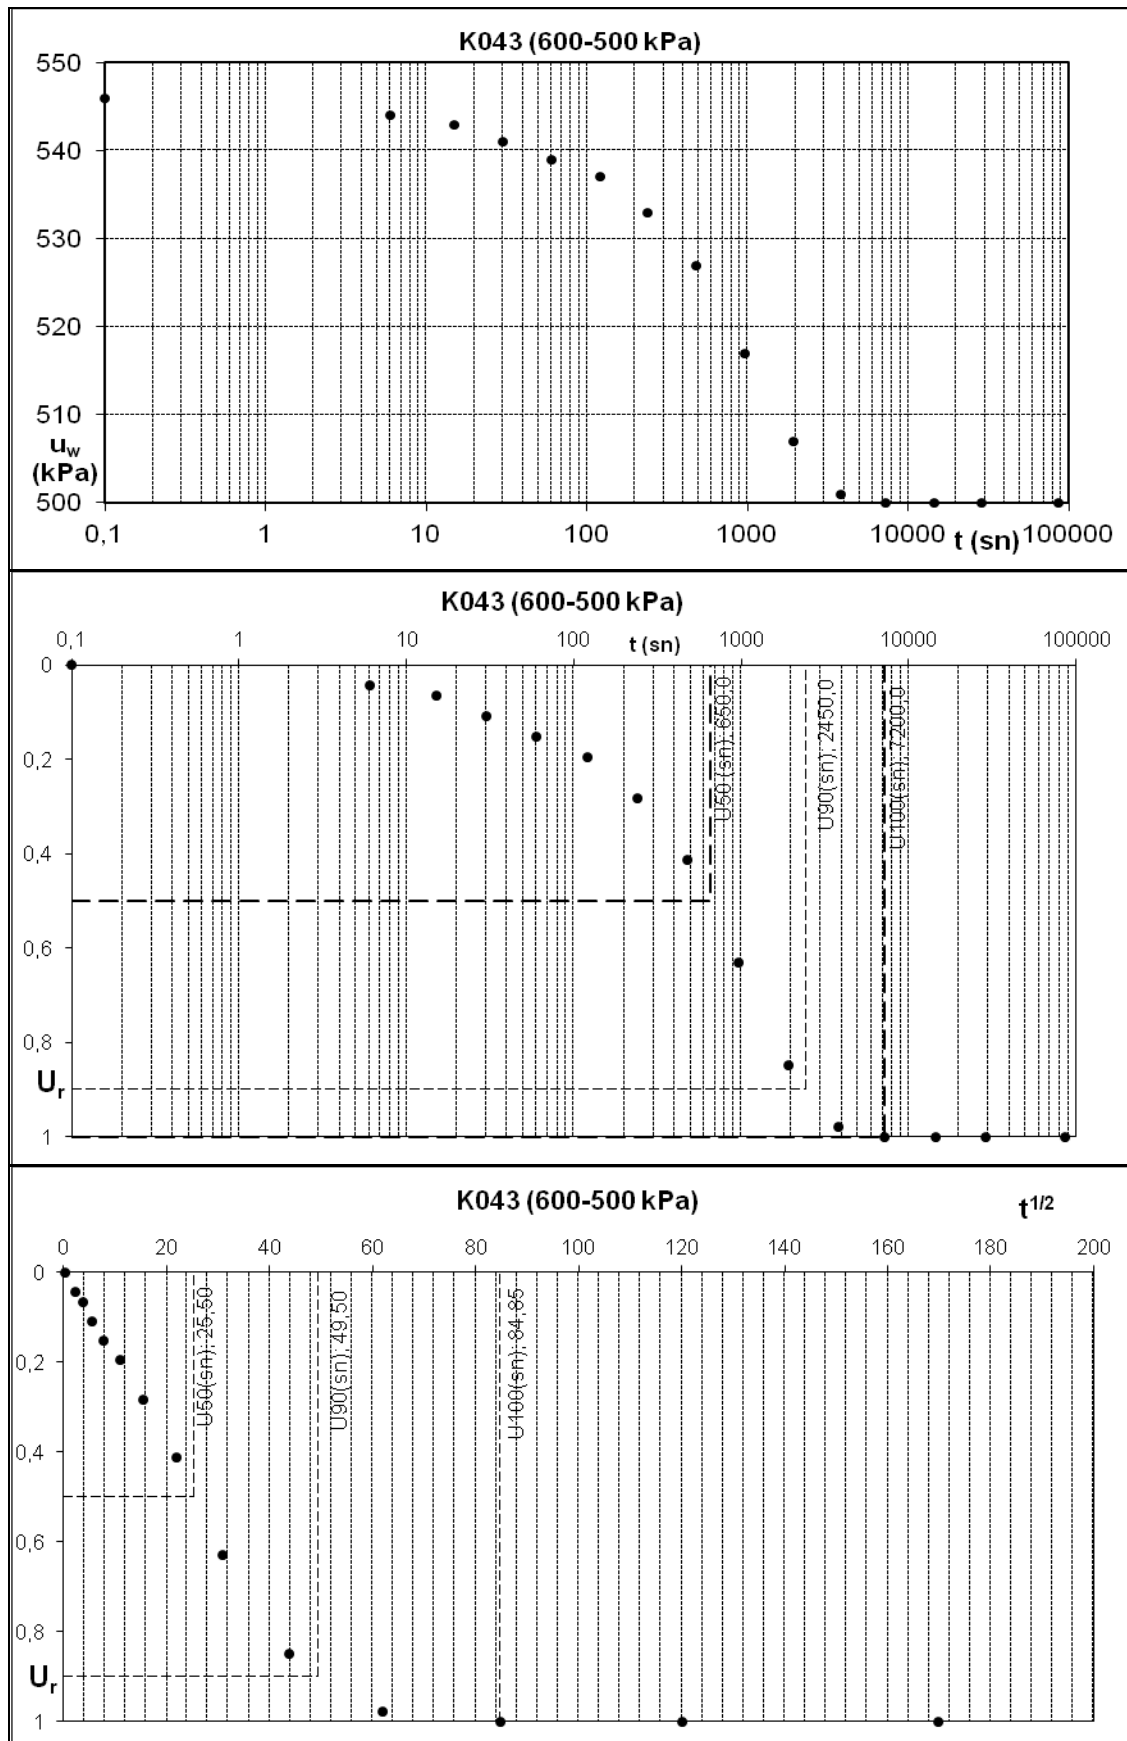 K043 (600-500 kPa)
550
540
530
520
510
u_w
(kPa)
500
0,1 1 10 100 1000 10000 t (sn) 100000
K043 (600-500 kPa)
0,1 1 10 100 t (sn) 1000 10000 100000
0
0,2
0,4
0,6
0,8
U_r
1
U50 (sn); 650,0
U90(sn); 2450,0
U100(sn); 7200,0
K043 (600-500 kPa)
t^1/2
0 20 40 60 80 100 120 140 160 180 200
0
0,2
0,4
0,6
0,8
U_r
1
U50(sn); 25,50
U90(sn); 49,50
U100(sn); 84,85